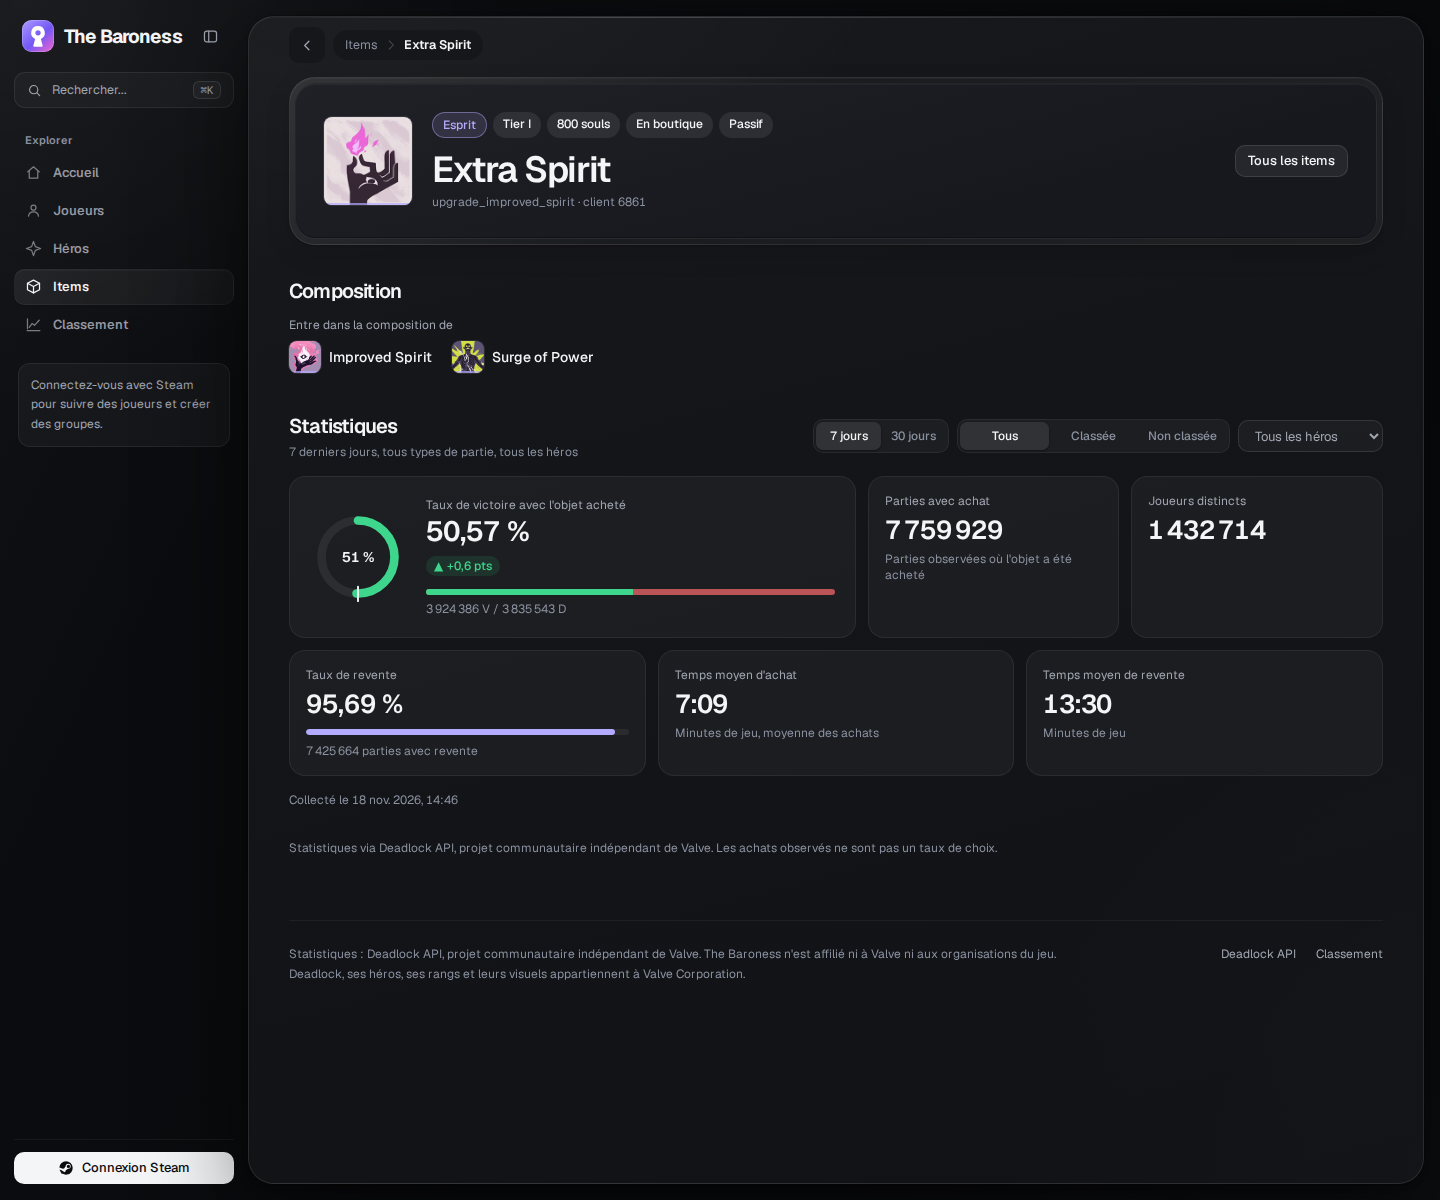 The Baroness
Rechercher...
⌘K
Explorer
Accueil
Joueurs
Héros
Items
Classement
Connectez-vous avec Steam
pour suivre des joueurs et créer
des groupes.
Connexion Steam
Items
Extra Spirit
Esprit
Tier I
800 souls
En boutique
Passif
Extra Spirit
upgrade_improved_spirit · client 6861
Tous les items
Composition
Entre dans la composition de
Improved Spirit
Surge of Power
Statistiques
7 derniers jours, tous types de partie, tous les héros
7 jours
30 jours
Tous
Classée
Non classée
Tous les héros
51 %
Taux de victoire avec l'objet acheté
50,57 %
▲ +0,6 pts
3 924 386 V / 3 835 543 D
Parties avec achat
7 759 929
Parties observées où l'objet a été
acheté
Joueurs distincts
1 432 714
Taux de revente
95,69 %
7 425 664 parties avec revente
Temps moyen d'achat
7:09
Minutes de jeu, moyenne des achats
Temps moyen de revente
13:30
Minutes de jeu
Collecté le 18 nov. 2026, 14:46
Statistiques via Deadlock API, projet communautaire indépendant de Valve. Les achats observés ne sont pas un taux de choix.
Statistiques : Deadlock API, projet communautaire indépendant de Valve. The Baroness n'est affilié ni à Valve ni aux organisations du jeu.
Deadlock, ses héros, ses rangs et leurs visuels appartiennent à Valve Corporation.
Deadlock API
Classement